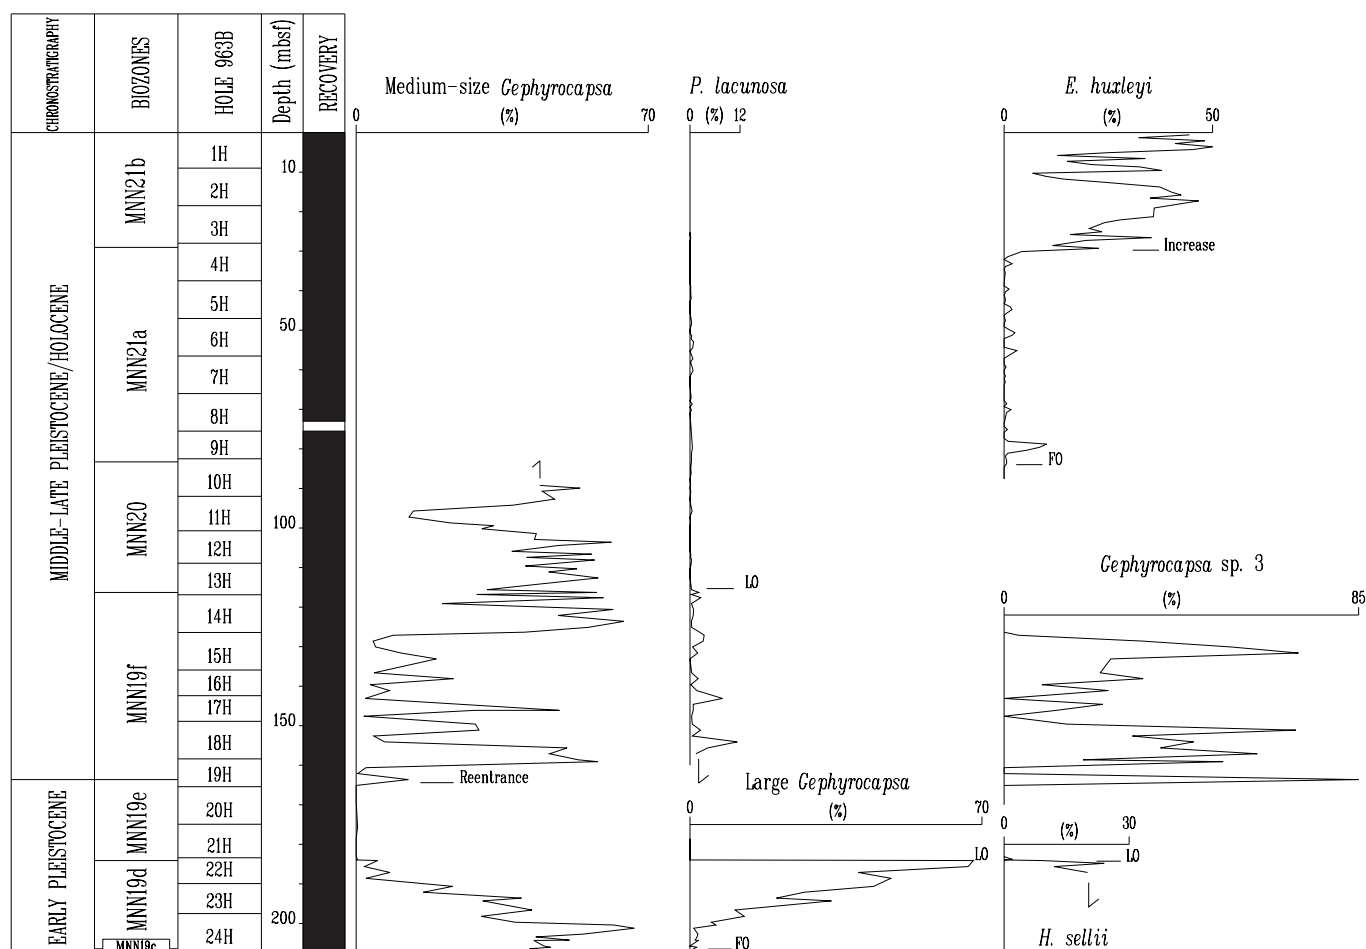 CHRONOSTRATIGRAPHY
BIOZONES
HOLE 963B
Depth (mbsf)
RECOVERY
Medium-size Gephyrocapsa
(%)
0
70
P. lacunosa
0
(%)
12
E. huxleyi
(%)
0
50
MIDDLE-LATE PLEISTOCENE/HOLOCENE
EARLY PLEISTOCENE
MNN21b
MNN21a
MNN20
MNN19f
MNN19e
MNN19d
MNN19c
1H
2H
3H
4H
5H
6H
7H
8H
9H
10H
11H
12H
13H
14H
15H
16H
17H
18H
19H
20H
21H
22H
23H
24H
10
50
100
150
200
Increase
FO
LO
Reentrance
Gephyrocapsa sp. 3
(%)
0
85
Large Gephyrocapsa
(%)
0
70
LO
FO
0
(%)
30
LO
H. sellii